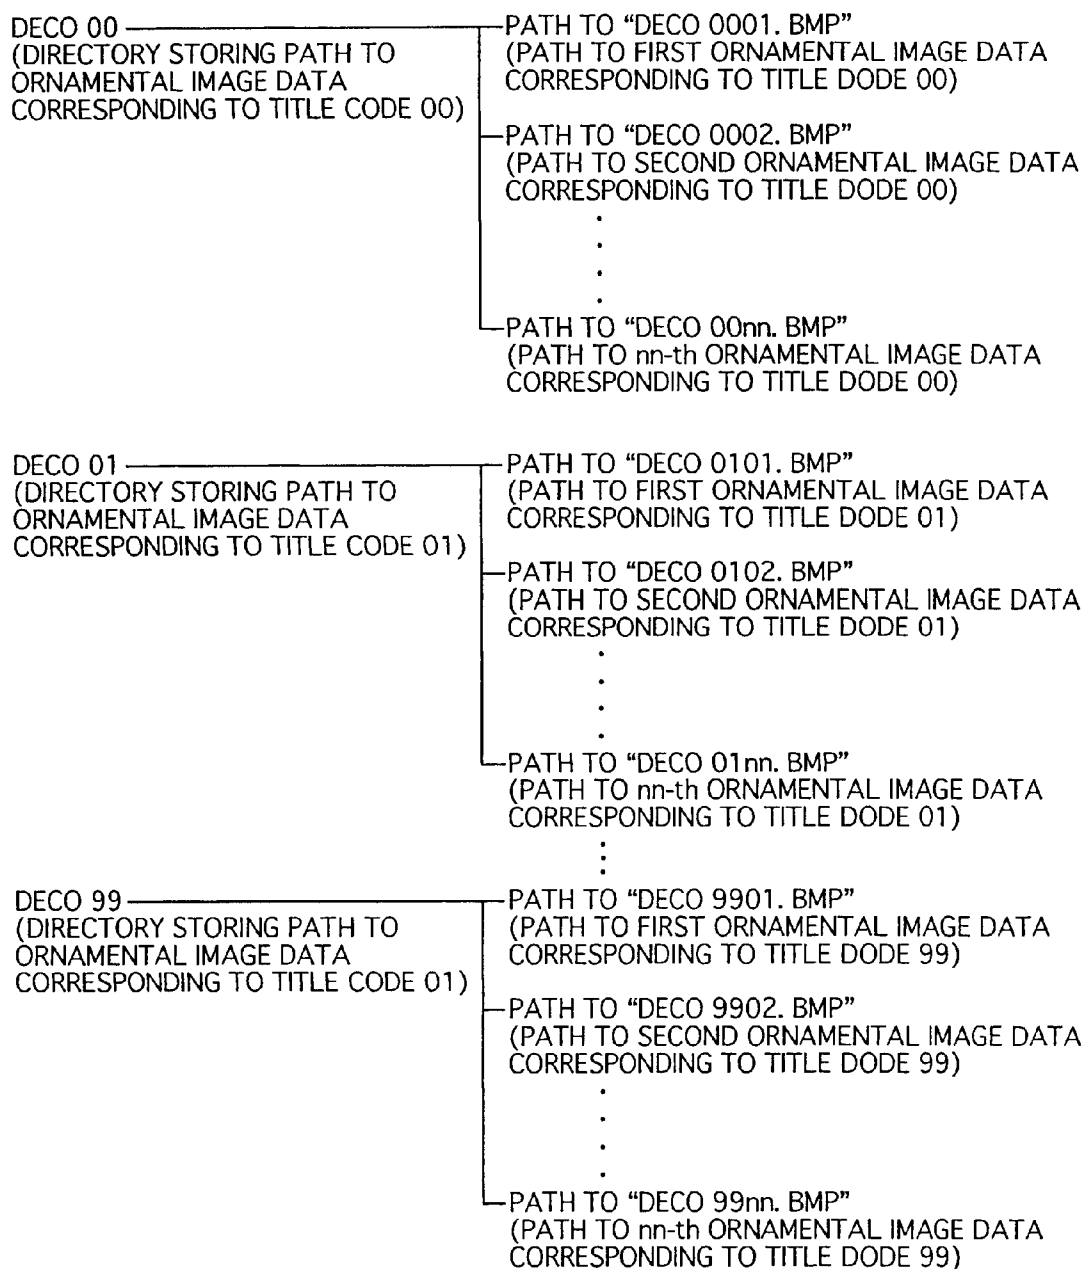 DECO 00
(DIRECTORY STORING PATH TO
ORNAMENTAL IMAGE DATA
CORRESPONDING TO TITLE CODE 00)
PATH TO “DECO 0001. BMP”
(PATH TO FIRST ORNAMENTAL IMAGE DATA
CORRESPONDING TO TITLE DODE 00)
PATH TO “DECO 0002. BMP”
(PATH TO SECOND ORNAMENTAL IMAGE DATA
CORRESPONDING TO TITLE DODE 00)
PATH TO “DECO 00nn. BMP”
(PATH TO nn-th ORNAMENTAL IMAGE DATA
CORRESPONDING TO TITLE DODE 00)
DECO 01
(DIRECTORY STORING PATH TO
ORNAMENTAL IMAGE DATA
CORRESPONDING TO TITLE CODE 01)
PATH TO “DECO 0101. BMP”
(PATH TO FIRST ORNAMENTAL IMAGE DATA
CORRESPONDING TO TITLE DODE 01)
PATH TO “DECO 0102. BMP”
(PATH TO SECOND ORNAMENTAL IMAGE DATA
CORRESPONDING TO TITLE DODE 01)
PATH TO “DECO 01nn. BMP”
(PATH TO nn-th ORNAMENTAL IMAGE DATA
CORRESPONDING TO TITLE DODE 01)
DECO 99
(DIRECTORY STORING PATH TO
ORNAMENTAL IMAGE DATA
CORRESPONDING TO TITLE CODE 01)
PATH TO “DECO 9901. BMP”
(PATH TO FIRST ORNAMENTAL IMAGE DATA
CORRESPONDING TO TITLE DODE 99)
PATH TO “DECO 9902. BMP”
(PATH TO SECOND ORNAMENTAL IMAGE DATA
CORRESPONDING TO TITLE DODE 99)
PATH TO “DECO 99nn. BMP”
(PATH TO nn-th ORNAMENTAL IMAGE DATA
CORRESPONDING TO TITLE DODE 99)